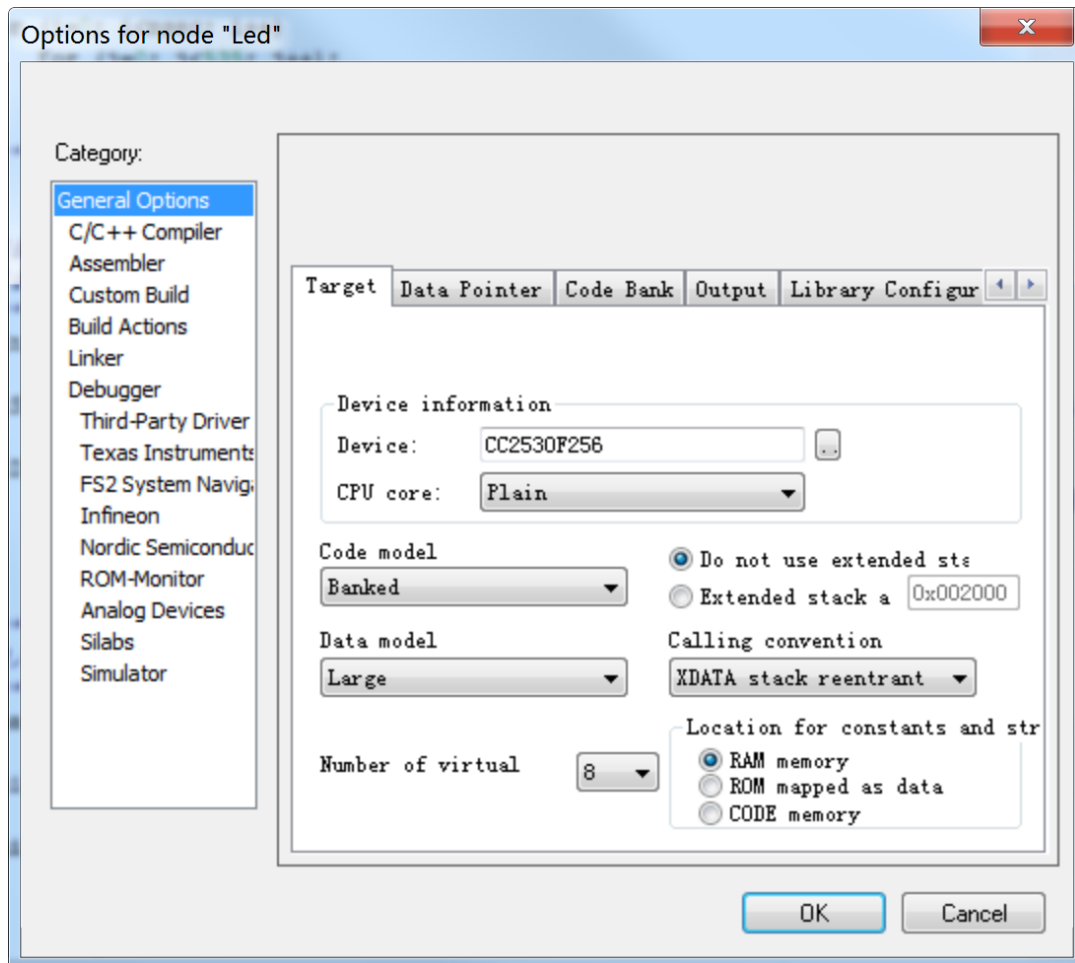 Options for node "Led"
Category:
General Options
C/C++ Compiler
Assembler
Custom Build
Build Actions
Linker
Debugger
Third-Party Driver
Texas Instruments
FS2 System Naviga
Infineon
Nordic Semiconduc
ROM-Monitor
Analog Devices
Silabs
Simulator
Target
Data Pointer
Code Bank
Output
Library Configur
Device information
Device: CC2530F256 ..
CPU core: Plain
Code model
Banked
Do not use extended sta
Extended stack a 0x002000
Data model
Large
Calling convention
XDATA stack reentrant
Number of virtual 8
Location for constants and str
RAM memory
ROM mapped as data
CODE memory
OK
Cancel